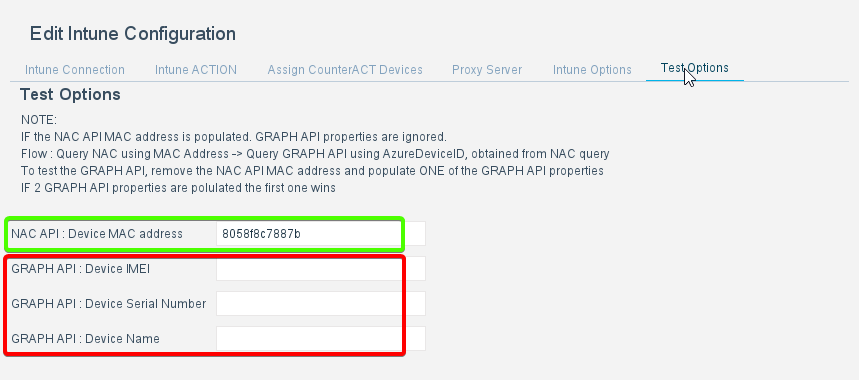 Edit Intune Configuration
Intune Connection Intune ACTION Assign CounterACT Devices Proxy Server Intune Options Test Options
Test Options
NOTE:
IF the NAC API MAC address is populated. GRAPH API properties are ignored.
Flow : Query NAC using MAC Address -> Query GRAPH API using AzureDeviceID, obtained from NAC query
To test the GRAPH API, remove the NAC API MAC address and populate ONE of the GRAPH API properties
IF 2 GRAPH API properties are polulated the first one wins
NAC API : Device MAC address 8058f8c7887b
GRAPH API : Device IMEI
GRAPH API : Device Serial Number
GRAPH API : Device Name